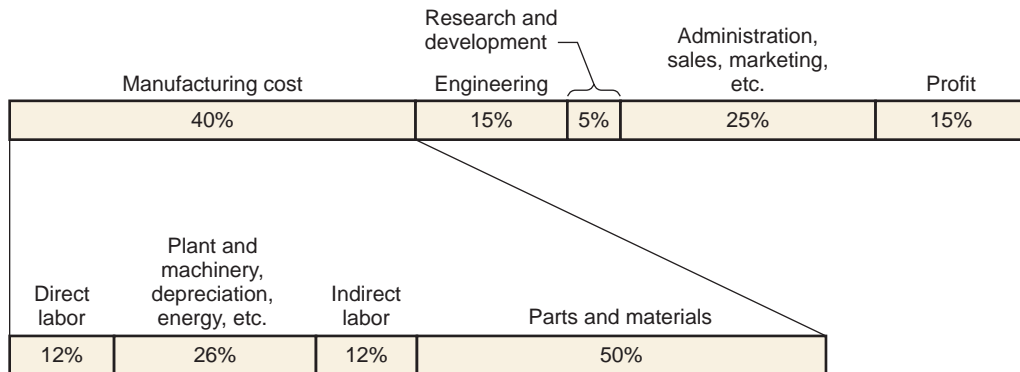 Research and
development
Administration,
sales, marketing,
etc.
Manufacturing cost
Engineering
Profit
40%
15%
5%
25%
15%
Plant and
machinery,
depreciation,
energy, etc.
Direct
labor
Indirect
labor
Parts and materials
12%
26%
12%
50%